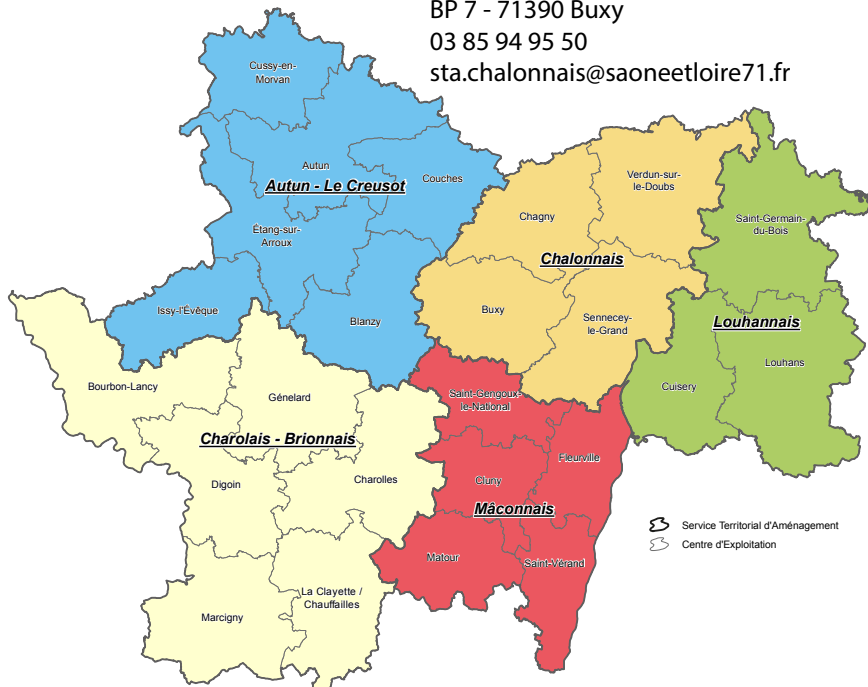 BP 7 - 71390 Buxy
03 85 94 95 50
sta.chalonnais@saoneetloire71.fr
Cussy-en-
Morvan
Autun
Autun - Le Creusot
Couches
Étang-sur-
Arroux
Issy-l'Évêque
Blanzy
Verdun-sur-
le-Doubs
Chagny
Chalonnais
Buxy
Sennecey-
le-Grand
Saint-Germain-
du-Bois
Louhannais
Louhans
Cuisery
Bourbon-Lancy
Génelard
Charolais - Brionnais
Digoin
Charolles
Marcigny
La Clayette /
Chauffailles
Saint-Gengoux-
le-National
Fleurville
Cluny
Mâconnais
Matour
Saint-Vérand
Service Territorial d'Aménagement
Centre d'Exploitation